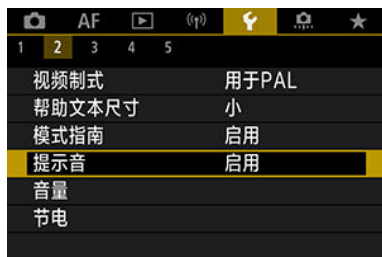 AF
1 2 3 4 5
视频制式 用于PAL
帮助文本尺寸 小
模式指南 启用
提示音 启用
音量
节电